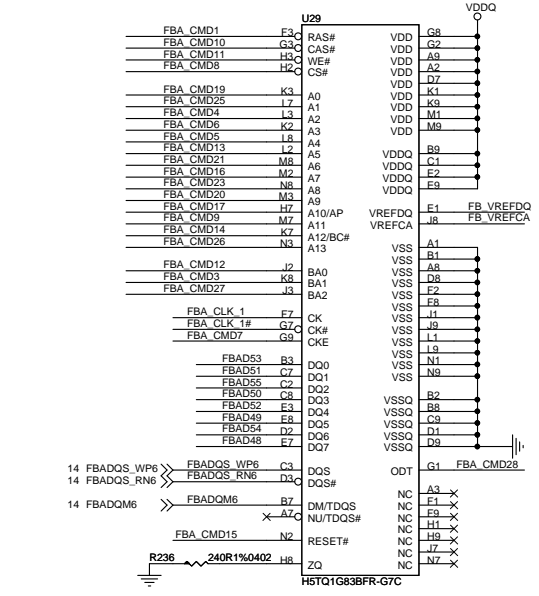 VDDQ
U29
FBA_CMD1 F3 RAS# VDD G8
FBA_CMD10 G3 CAS# VDD G2
FBA_CMD11 H3 WE# VDD A9
FBA_CMD8 H2 CS# VDD A2
VDD D7
FBA_CMD19 K3 A0 VDD K1
FBA_CMD25 L7 A1 VDD K9
FBA_CMD4 L3 A2 VDD M1
FBA_CMD6 K2 A3 VDD M9
FBA_CMD5 L8 A4
FBA_CMD13 L2 A5 VDDQ B9
FBA_CMD21 M8 A6 VDDQ C1
FBA_CMD16 M2 A7 VDDQ E2
FBA_CMD23 N8 A8 VDDQ E9
FBA_CMD20 M3 A9
FBA_CMD17 H7 A10/AP VREFDQ E1 FB_VREFDQ
FBA_CMD9 M7 A11 VREFCA J8 FB_VREFCA
FBA_CMD14 K7 A12/BC#
FBA_CMD26 N3 A13 VSS A1
VSS B1
FBA_CMD12 J2 BA0 VSS A8
FBA_CMD3 K8 BA1 VSS D8
FBA_CMD27 J3 BA2 VSS F2
VSS F8
FBA_CLK_1 F7 CK VSS J1
FBA_CLK_1# G7 CK# VSS J9
FBA_CMD7 G9 CKE VSS L1
VSS L9
FBAD53 B3 DQ0 VSS N1
FBAD51 C7 DQ1 VSS N9
FBAD55 C2 DQ2
FBAD50 C8 DQ3 VSSQ B2
FBAD52 E3 DQ4 VSSQ B8
FBAD49 E8 DQ5 VSSQ C9
FBAD54 D2 DQ6 VSSQ D1
FBAD48 E7 DQ7 VSSQ D9
14 FBADQS_WP6 FBADQS_WP6 C3 DQS ODT G1 FBA_CMD28
14 FBADQS_RN6 FBADQS_RN6 D3 DQS#
NC A3
14 FBADQM6 FBADQM6 B7 DM/TDQS NC F1
A7 NU/TDQS# NC F9
NC H1
FBA_CMD15 N2 RESET# NC H9
NC J7
R236 240R1%0402 H8 ZQ NC N7
H5TQ1G83BFR-G7C